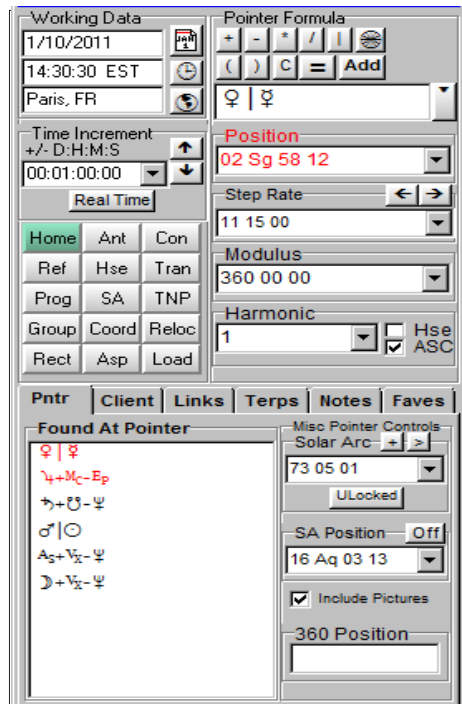 Working Data
1/10/2011
JAN
1
14:30:30 EST
Paris, FR
Time Increment
+/- D:H:M:S
00:01:00:00
Real Time
Home Ant Con
Ref Hse Tran
Prog SA TNP
Group Coord Reloc
Rect Asp Load
Pointer Formula
+ - * / |
( ) C = Add
♀ | ☿
Position
02 Sg 58 12
Step Rate
← →
11 15 00
Modulus
360 00 00
Harmonic
1
Hse
ASC
Pntr Client Links Terps Notes Faves
Found At Pointer
♀ | ☿
♃+Mc-Ep
♄+☋-♆
♂|☉
As+Vx-♆
☽+Vx-♆
Misc Pointer Controls
Solar Arc + >
73 05 01
ULocked
SA Position Off
16 Aq 03 13
Include Pictures
360 Position